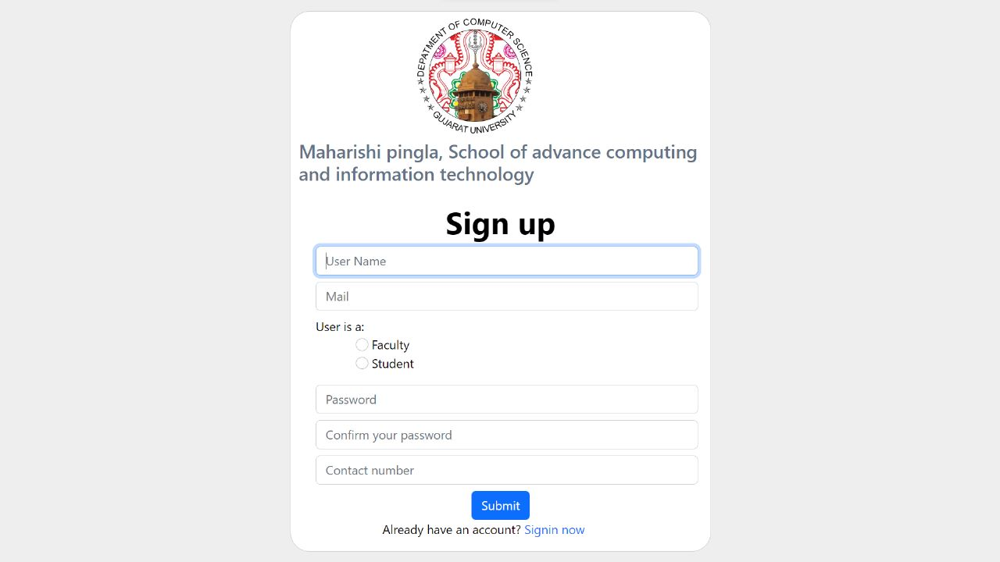 DEPATMENT OF COMPUTER SCIENCE
GUJARAT UNIVERSITY
Maharishi pingla, School of advance computing
and information technology
Sign up
User Name
Mail
User is a:
Faculty
Student
Password
Confirm your password
Contact number
Submit
Already have an account? Signin now